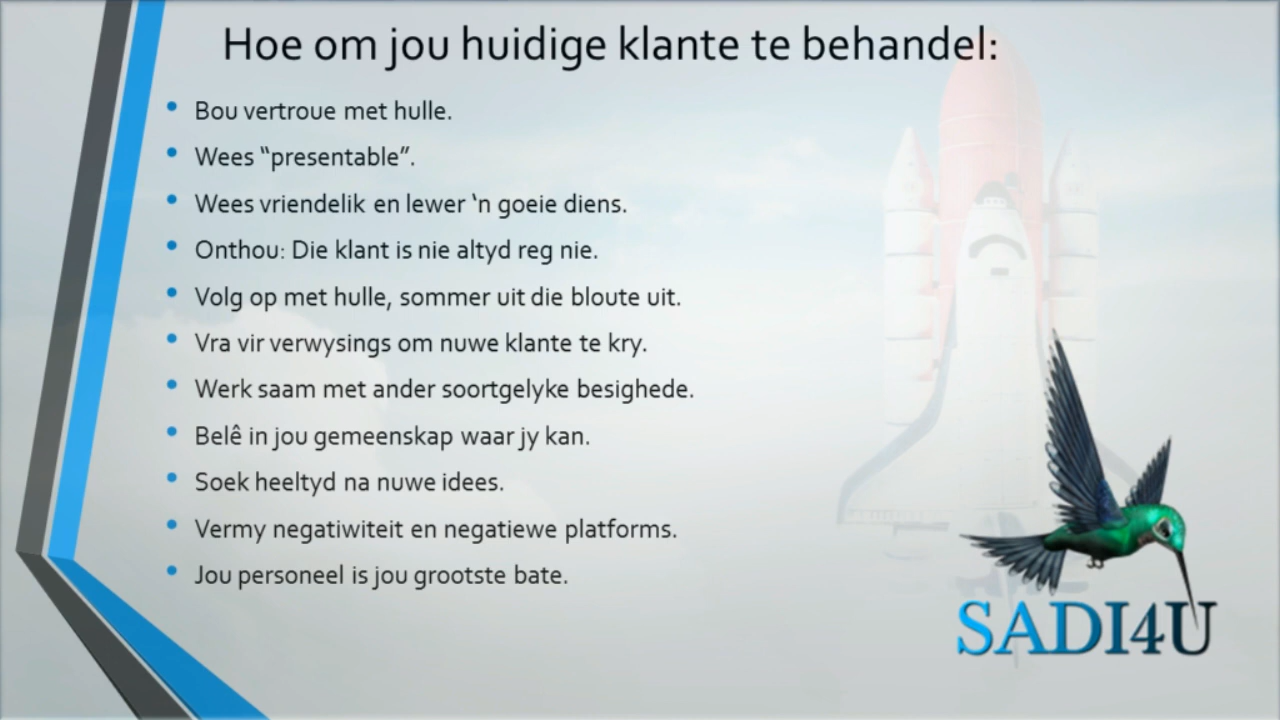 Hoe om jou huidige klante te behandel:
• Bou vertroue met hulle.
• Wees “presentable”.
• Wees vriendelik en lewer ‘n goeie diens.
• Onthou: Die klant is nie altyd reg nie.
• Volg op met hulle, sommer uit die bloute uit.
• Vra vir verwysings om nuwe klante te kry.
• Werk saam met ander soortgelyke besighede.
• Belê in jou gemeenskap waar jy kan.
• Soek heeltyd na nuwe idees.
• Vermy negatiwiteit en negatiewe platforms.
• Jou personeel is jou grootste bate.
SADI4U